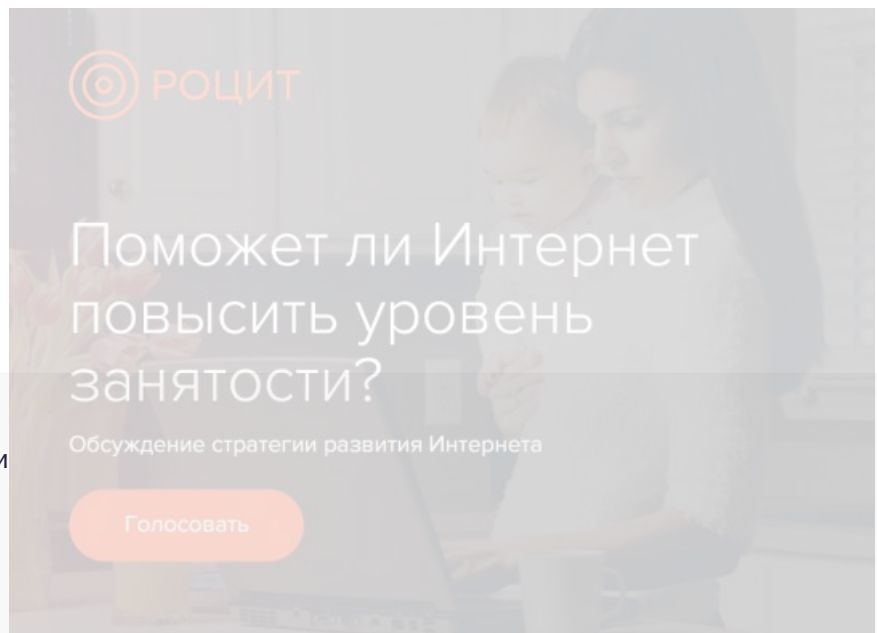 РОЦИТ
Поможет ли Интернет
повысить уровень
занятости?
Обсуждение стратегии развития Интернета
и
Голосовать